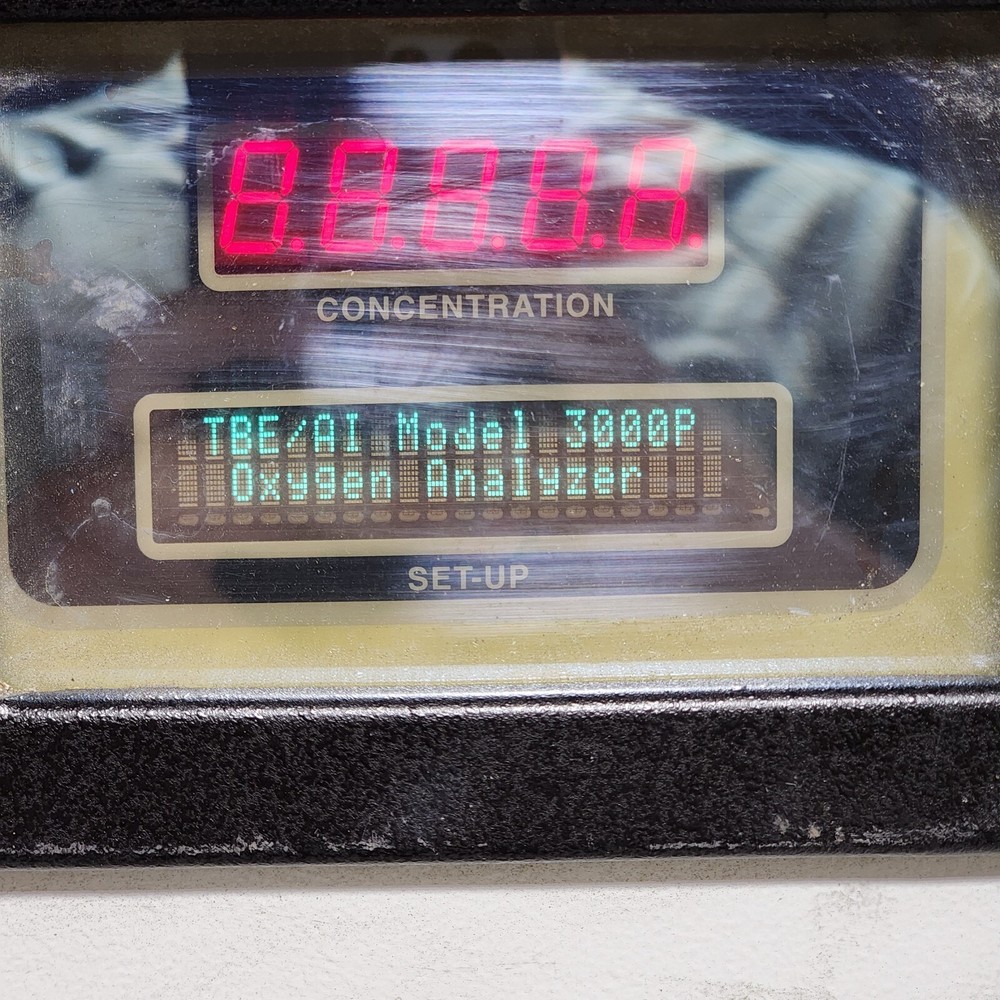 8.8.8.8.8.
CONCENTRATION
TBE/AI Model 3000P
Oxygen Analyzer
SET-UP